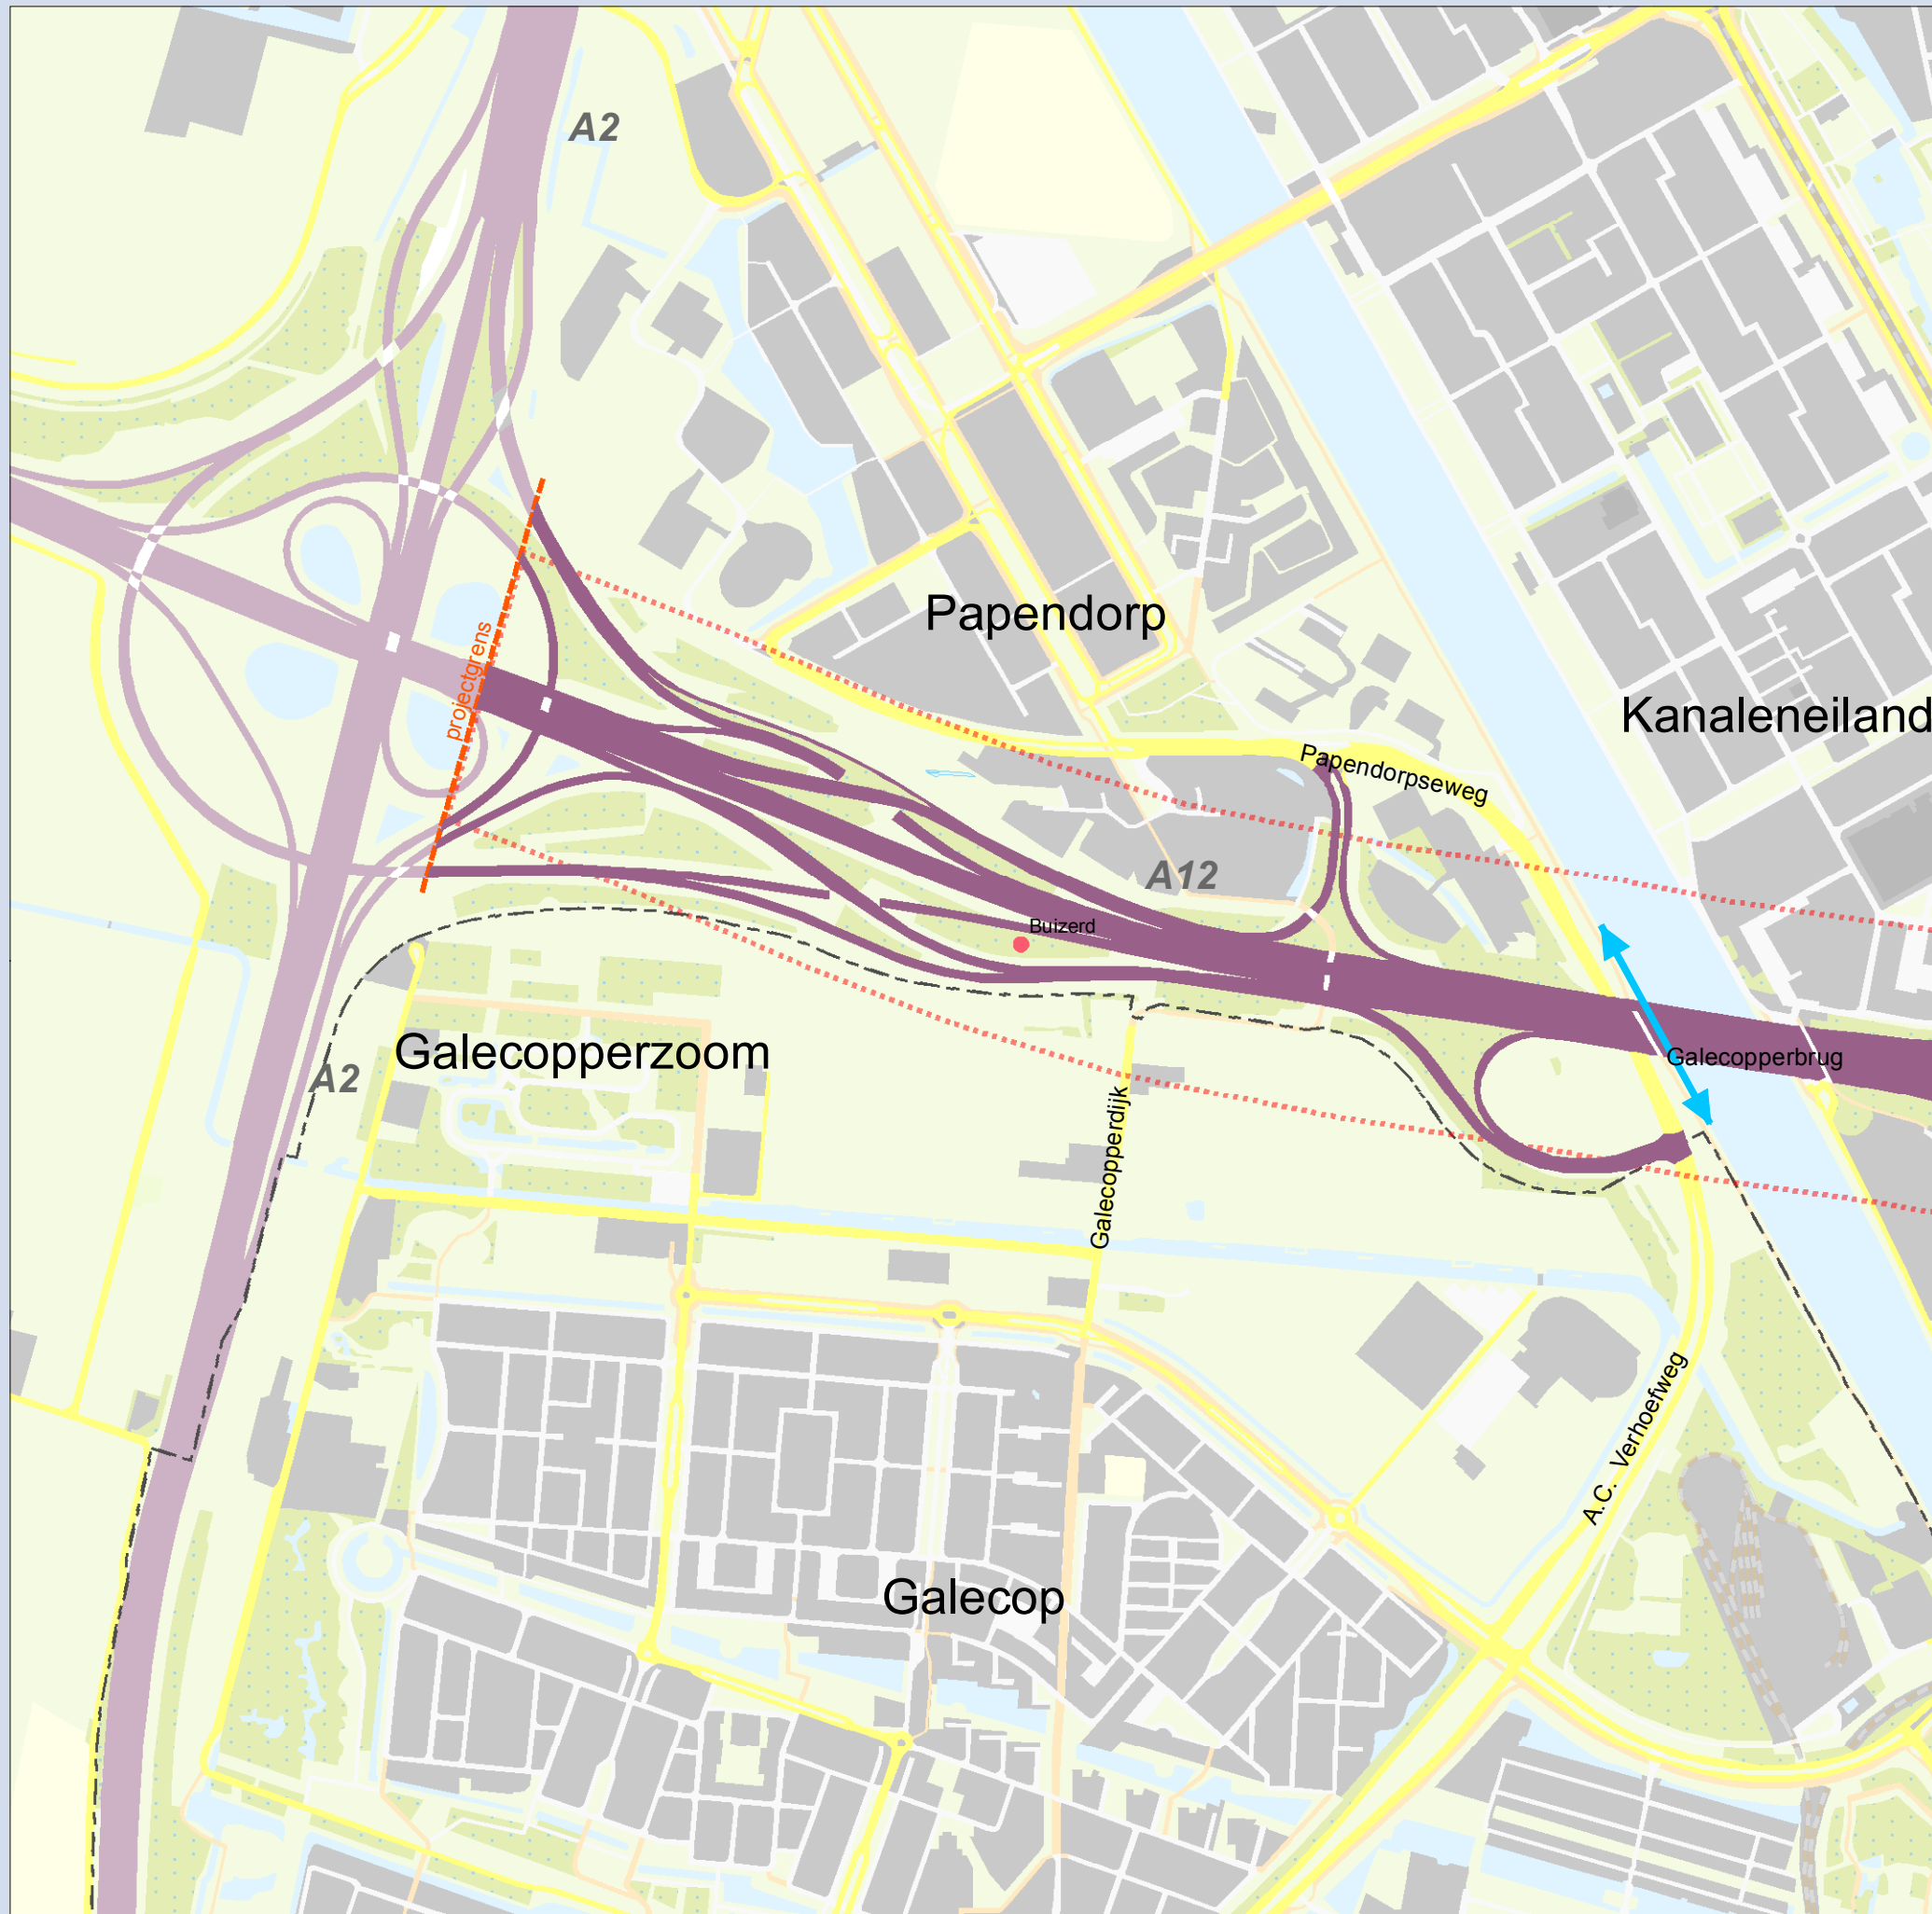 A2
Papendorp
projectgrens
Kanaleneiland
Papendorpseweg
A12
Buizerd
Galecopperzoom
A2
Galecopperbrug
Galecopperdijk
A.C. Verhoefweg
Galecop